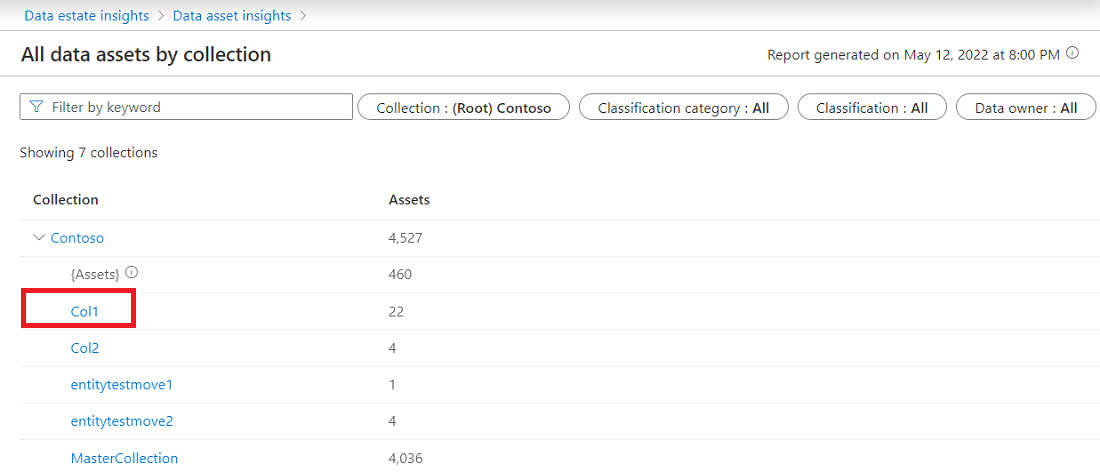 Data estate insights > Data asset insights >
All data assets by collection
Report generated on May 12, 2022 at 8:00 PM
Filter by keyword
Collection : (Root) Contoso
Classification category : All
Classification : All
Data owner : All
Showing 7 collections
Collection Assets
Contoso 4,527
{Assets} 460
Col1 22
Col2 4
entitytestmove1 1
entitytestmove2 4
MasterCollection 4,036